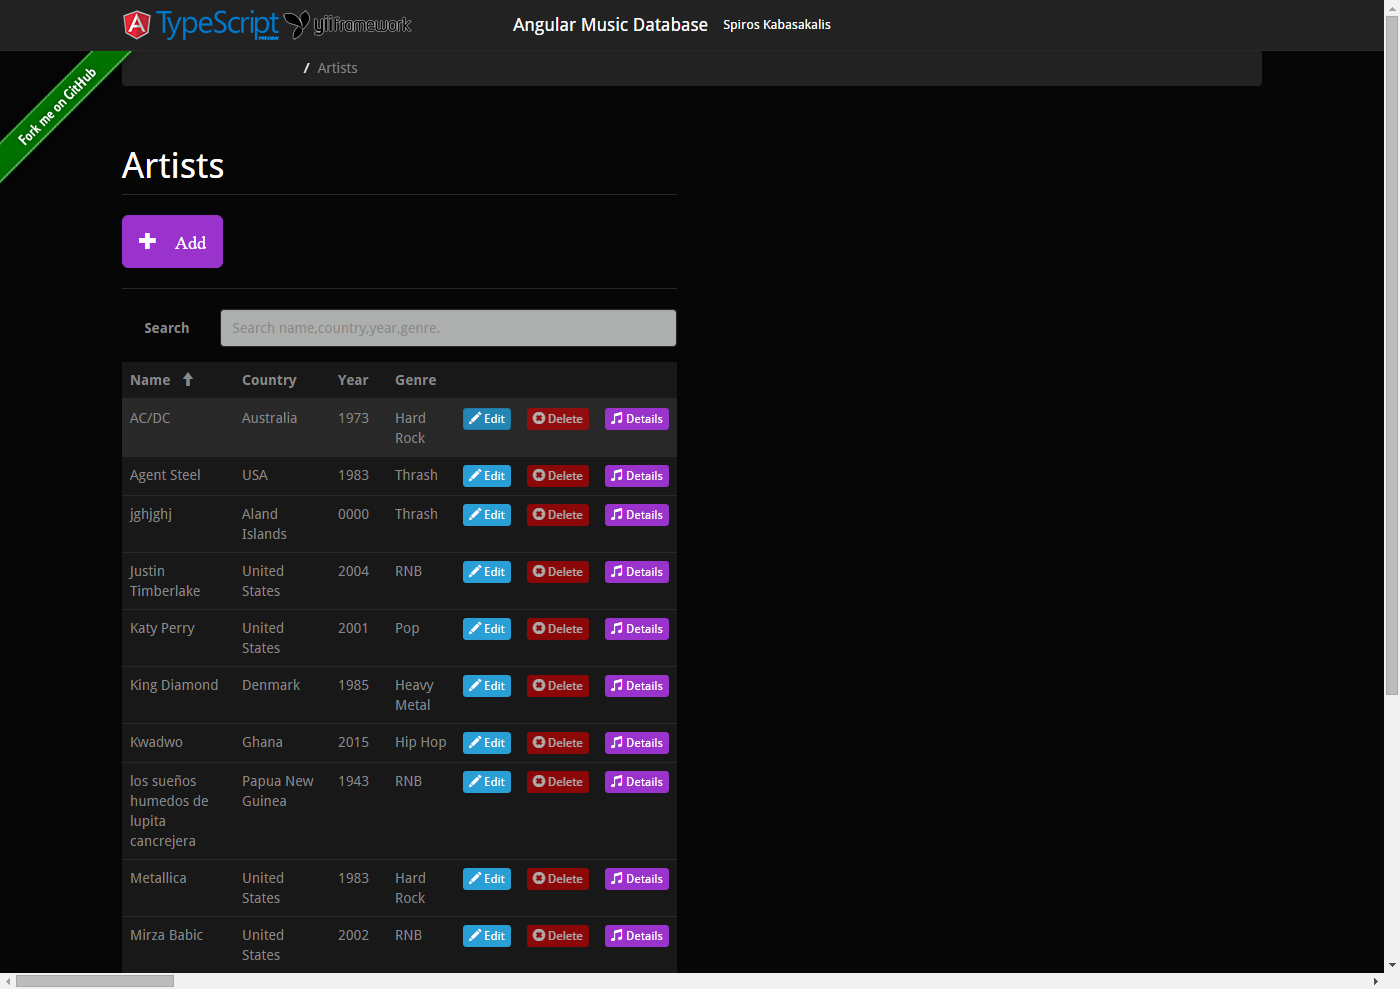 TypeScript PREVIEW yiiframework Angular Music Database Spiros Kabasakalis
Fork me on GitHub
/ Artists
Artists
Add
Search Search name,country,year,genre.
Name Country Year Genre
AC/DC Australia 1973 Hard Edit Delete Details
Rock
Agent Steel USA 1983 Thrash Edit Delete Details
jghjghj Aland 0000 Thrash Edit Delete Details
Islands
Justin United 2004 RNB Edit Delete Details
Timberlake States
Katy Perry United 2001 Pop Edit Delete Details
States
King Diamond Denmark 1985 Heavy Edit Delete Details
Metal
Kwadwo Ghana 2015 Hip Hop Edit Delete Details
los sueños Papua New 1943 RNB Edit Delete Details
humedos de Guinea
lupita
cancrejera
Metallica United 1983 Hard Edit Delete Details
States Rock
Mirza Babic United 2002 RNB Edit Delete Details
States